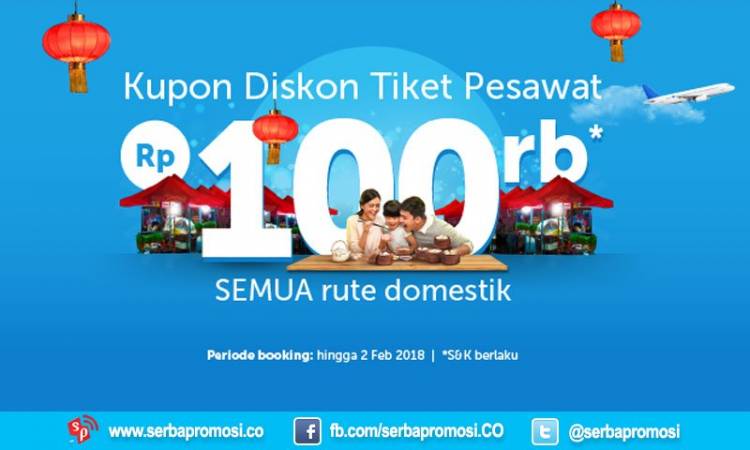 Kupon Diskon Tiket Pesawat
Rp 100rb*
SEMUA rute domestik
Periode booking: hingga 2 Feb 2018 | *S&K berlaku
sp www.serbapromosi.co f fb.com/serbapromosi.CO t @serbapromosi